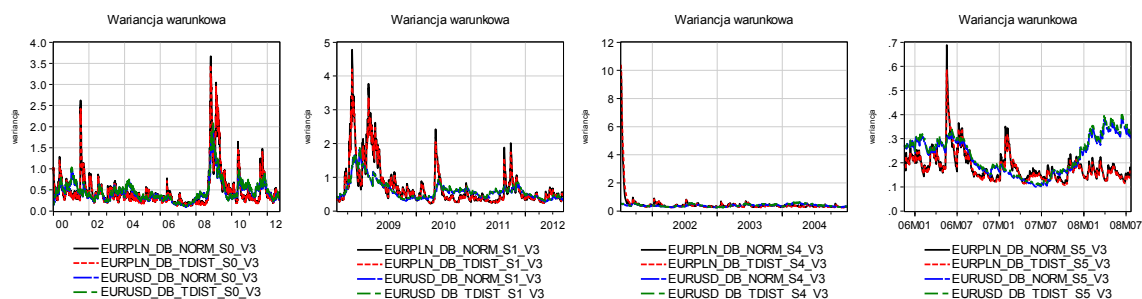 Wariancja warunkowa
4.0
3.5
3.0
2.5
2.0
1.5
1.0
0.5
0.0
wariancja
00 02 04 06 08 10 12
EURPLN_DB_NORM_S0_V3
EURPLN_DB_TDIST_S0_V3
EURUSD_DB_NORM_S0_V3
EURUSD_DB_TDIST_S0_V3
Wariancja warunkowa
5
4
3
2
1
0
wariancja
2009 2010 2011 2012
EURPLN_DB_NORM_S1_V3
EURPLN_DB_TDIST_S1_V3
EURUSD_DB_NORM_S1_V3
EURUSD_DB_TDIST_S1_V3
Wariancja warunkowa
12
10
8
6
4
2
0
wariancja
2002 2003 2004
EURPLN_DB_NORM_S4_V3
EURPLN_DB_TDIST_S4_V3
EURUSD_DB_NORM_S4_V3
EURUSD_DB_TDIST_S4_V3
Wariancja warunkowa
.7
.6
.5
.4
.3
.2
.1
.0
wariancja
06M01 06M07 07M01 07M07 08M01 08M07
EURPLN_DB_NORM_S5_V3
EURPLN_DB_TDIST_S5_V3
EURUSD_DB_NORM_S5_V3
EURUSD_DB_TDIST_S5_V3